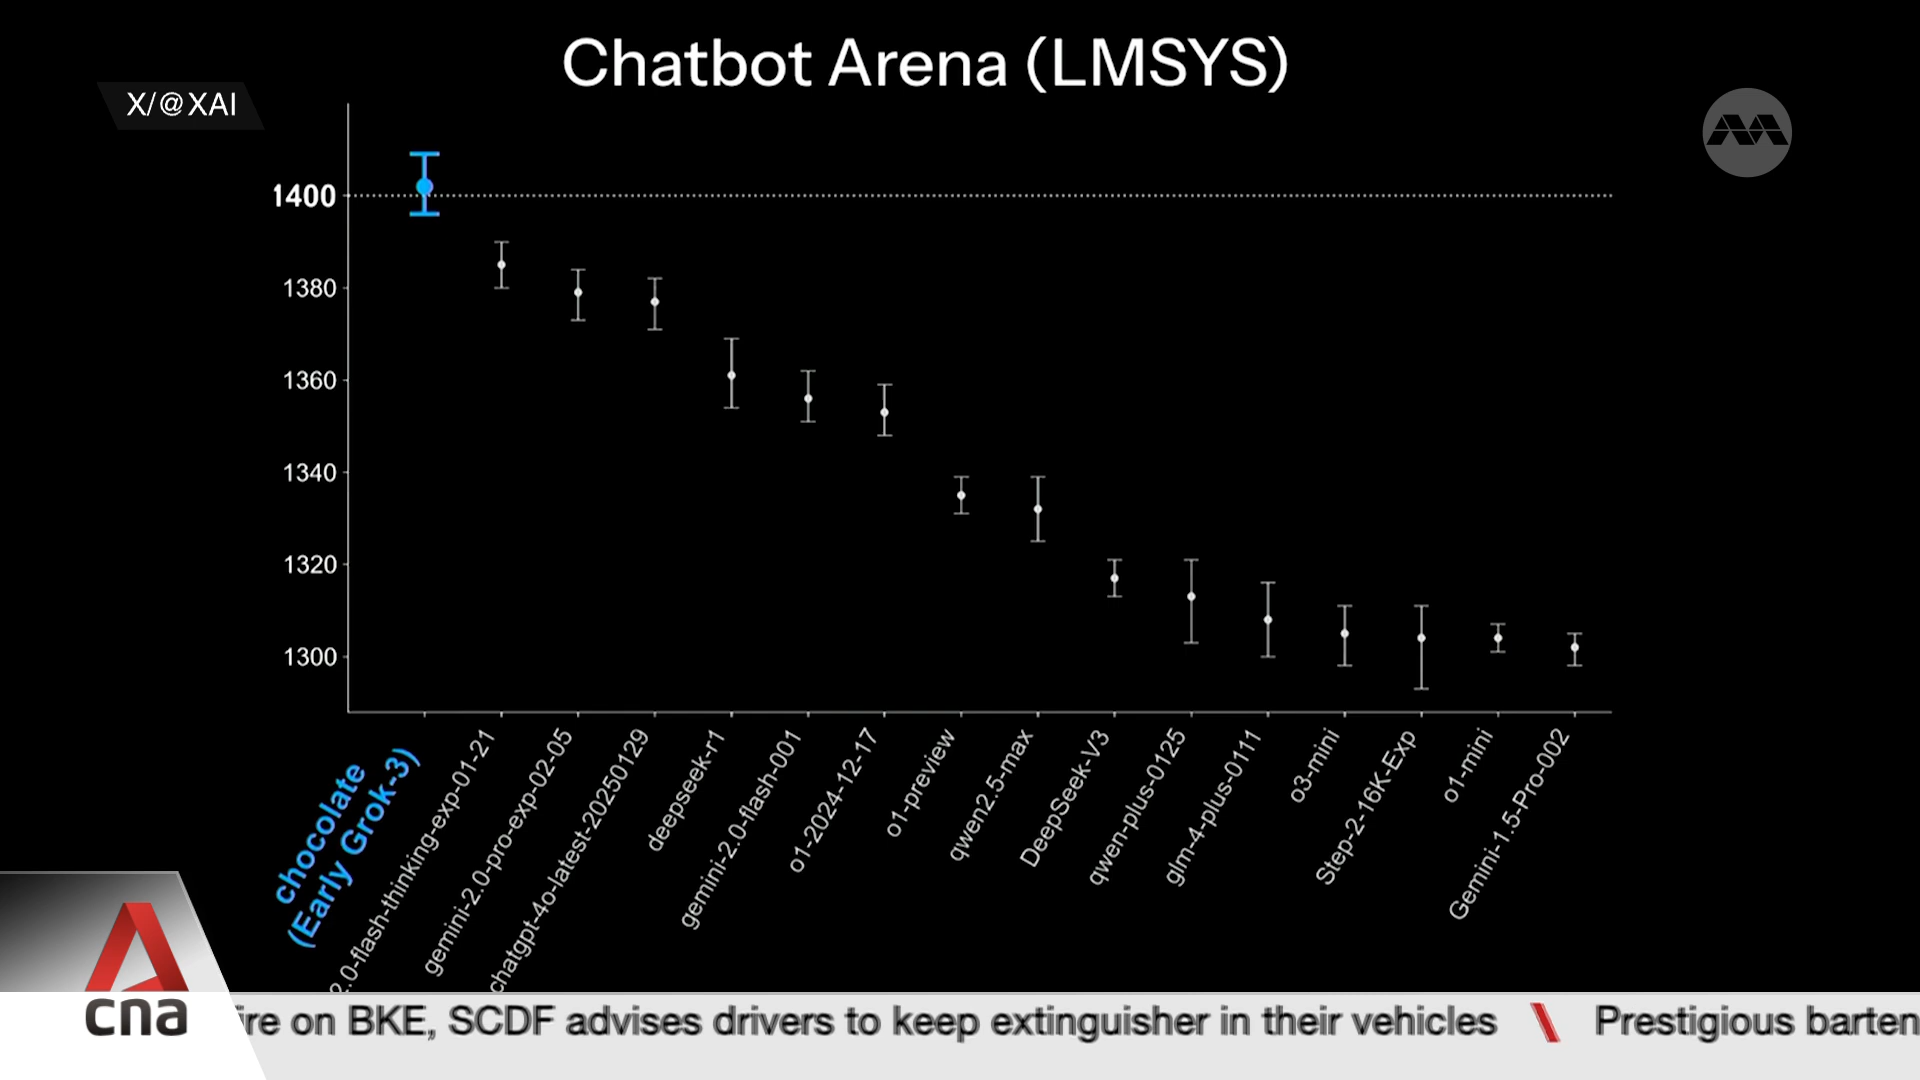 Chatbot Arena (LMSYS)
X/@XAI
1400
1380
1360
1340
1320
1300
chocolate
(Early Grok-3)
2.0-flash-thinking-exp-01-21
gemini-2.0-pro-exp-02-05
chatgpt-4o-latest-20250129
deepseek-r1
gemini-2.0-flash-001
o1-2024-12-17
o1-preview
qwen2.5-max
DeepSeek-V3
qwen-plus-0125
glm-4-plus-0111
o3-mini
Step-2-16K-Exp
o1-mini
Gemini-1.5-Pro-002
cna
ire on BKE, SCDF advises drivers to keep extinguisher in their vehicles \ Prestigious barten